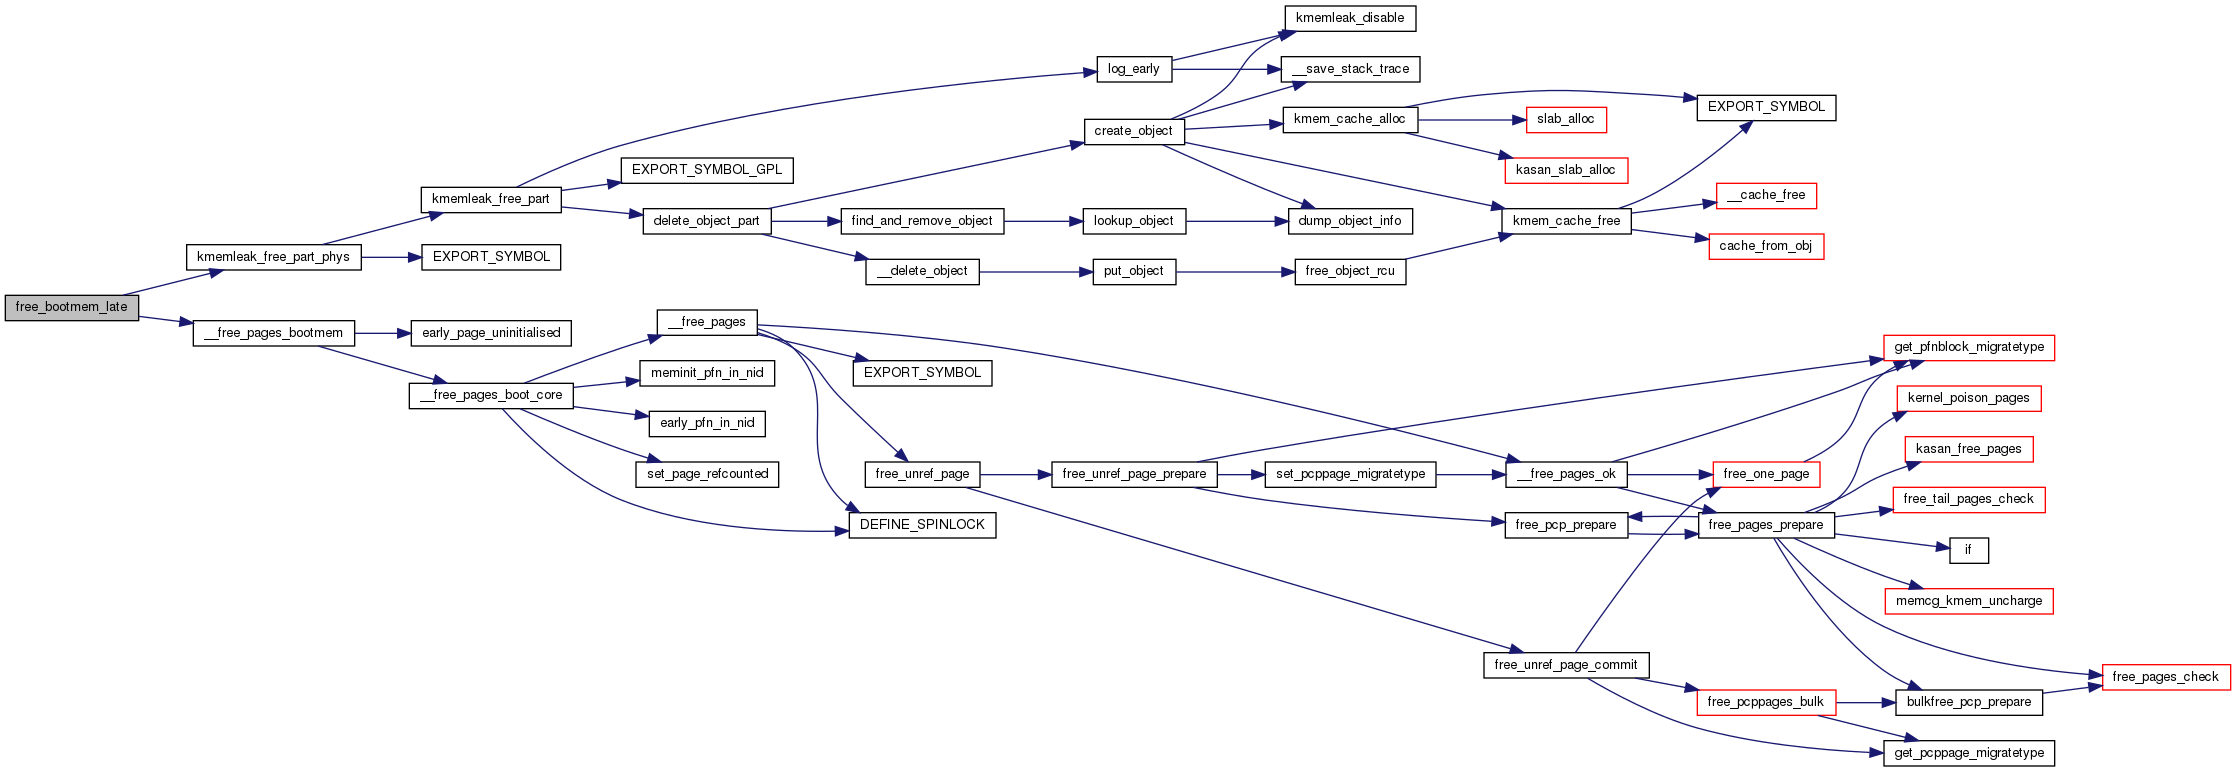 free_bootmem_late
kmemleak_free_part_phys
__free_pages_bootmem
kmemleak_free_part
EXPORT_SYMBOL
early_page_uninitialised
__free_pages_boot_core
EXPORT_SYMBOL_GPL
delete_object_part
__free_pages
meminit_pfn_in_nid
early_pfn_in_nid
set_page_refcounted
find_and_remove_object
__delete_object
EXPORT_SYMBOL
free_unref_page
DEFINE_SPINLOCK
log_early
create_object
lookup_object
put_object
free_unref_page_prepare
kmemleak_disable
__save_stack_trace
kmem_cache_alloc
dump_object_info
free_object_rcu
set_pcppage_migratetype
slab_alloc
kasan_slab_alloc
kmem_cache_free
__free_pages_ok
free_pcp_prepare
free_unref_page_commit
EXPORT_SYMBOL
__cache_free
cache_from_obj
free_one_page
free_pages_prepare
free_pcppages_bulk
get_pfnblock_migratetype
kernel_poison_pages
kasan_free_pages
free_tail_pages_check
if
memcg_kmem_uncharge
bulkfree_pcp_prepare
get_pcppage_migratetype
free_pages_check